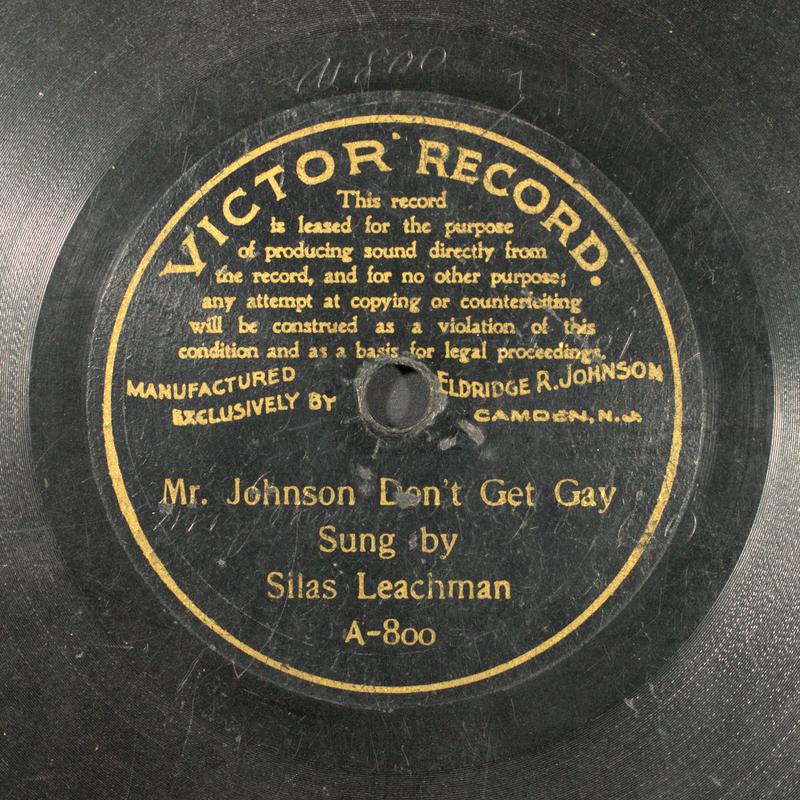 A 800
VICTOR RECORD.
This record
is leased for the purpose
of producing sound directly from
the record, and for no other purpose;
any attempt at copying or counterfeiting
will be construed as a violation of this
condition and as a basis for legal proceedings.
MANUFACTURED
EXCLUSIVELY BY
ELDRIDGE R. JOHNSON
CAMDEN, N.J.
Mr. Johnson Don't Get Gay
Sung by
Silas Leachman
A-800